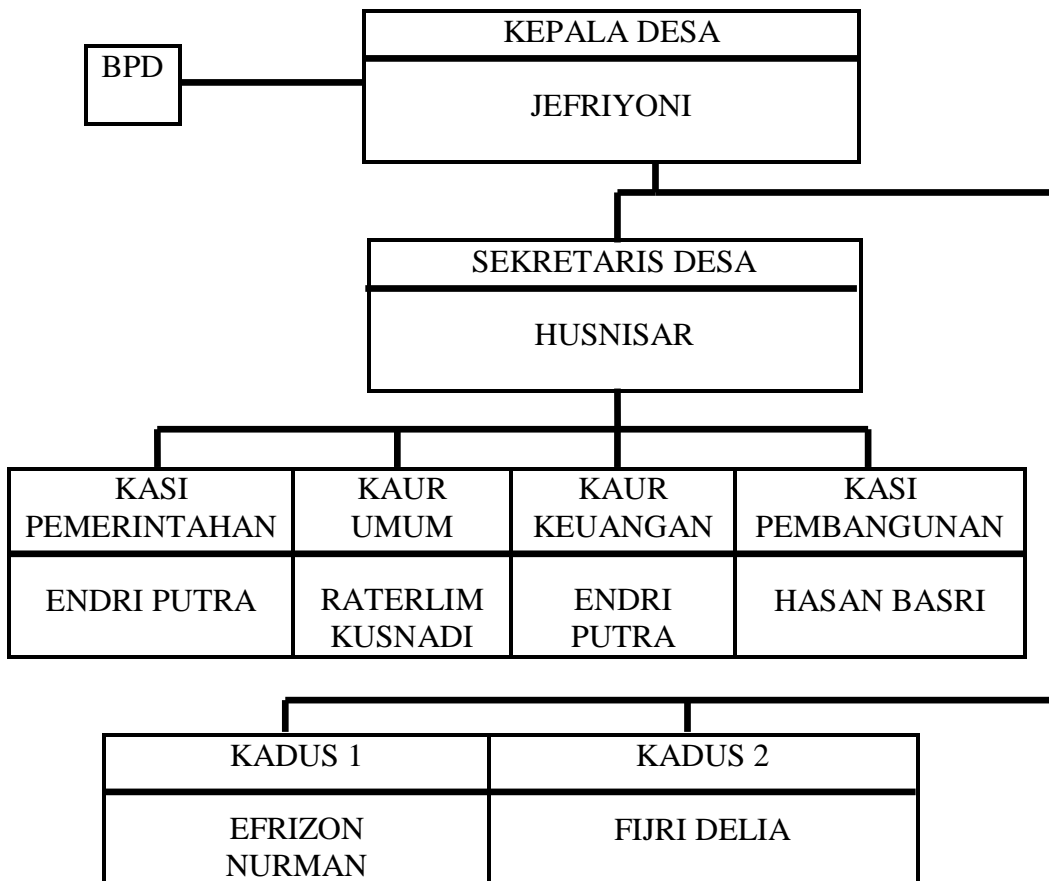 KEPALA DESA
BPD
JEFRIYONI
SEKRETARIS DESA
HUSNISAR
KASI
PEMERINTAHAN
KAUR
UMUM
KAUR
KEUANGAN
KASI
PEMBANGUNAN
ENDRI PUTRA
RATERLIM
KUSNADI
ENDRI
PUTRA
HASAN BASRI
KADUS 1
KADUS 2
EFRIZON
NURMAN
FIJRI DELIA